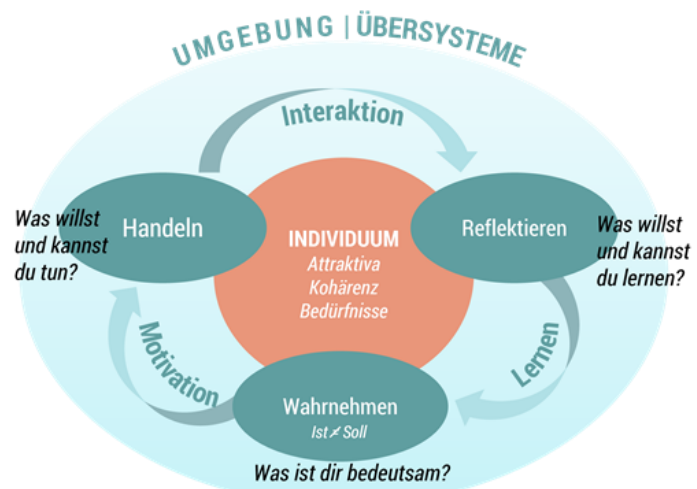 UMGEBUNG | ÜBERSYSTEME
Interaktion
Was willst
und kannst
du tun?
Handeln
INDIVIDUUM
Attraktiva
Kohärenz
Bedürfnisse
Reflektieren
Was willst
und kannst
du lernen?
Motivation
Lernen
Wahrnehmen
Ist ≠ Soll
Was ist dir bedeutsam?